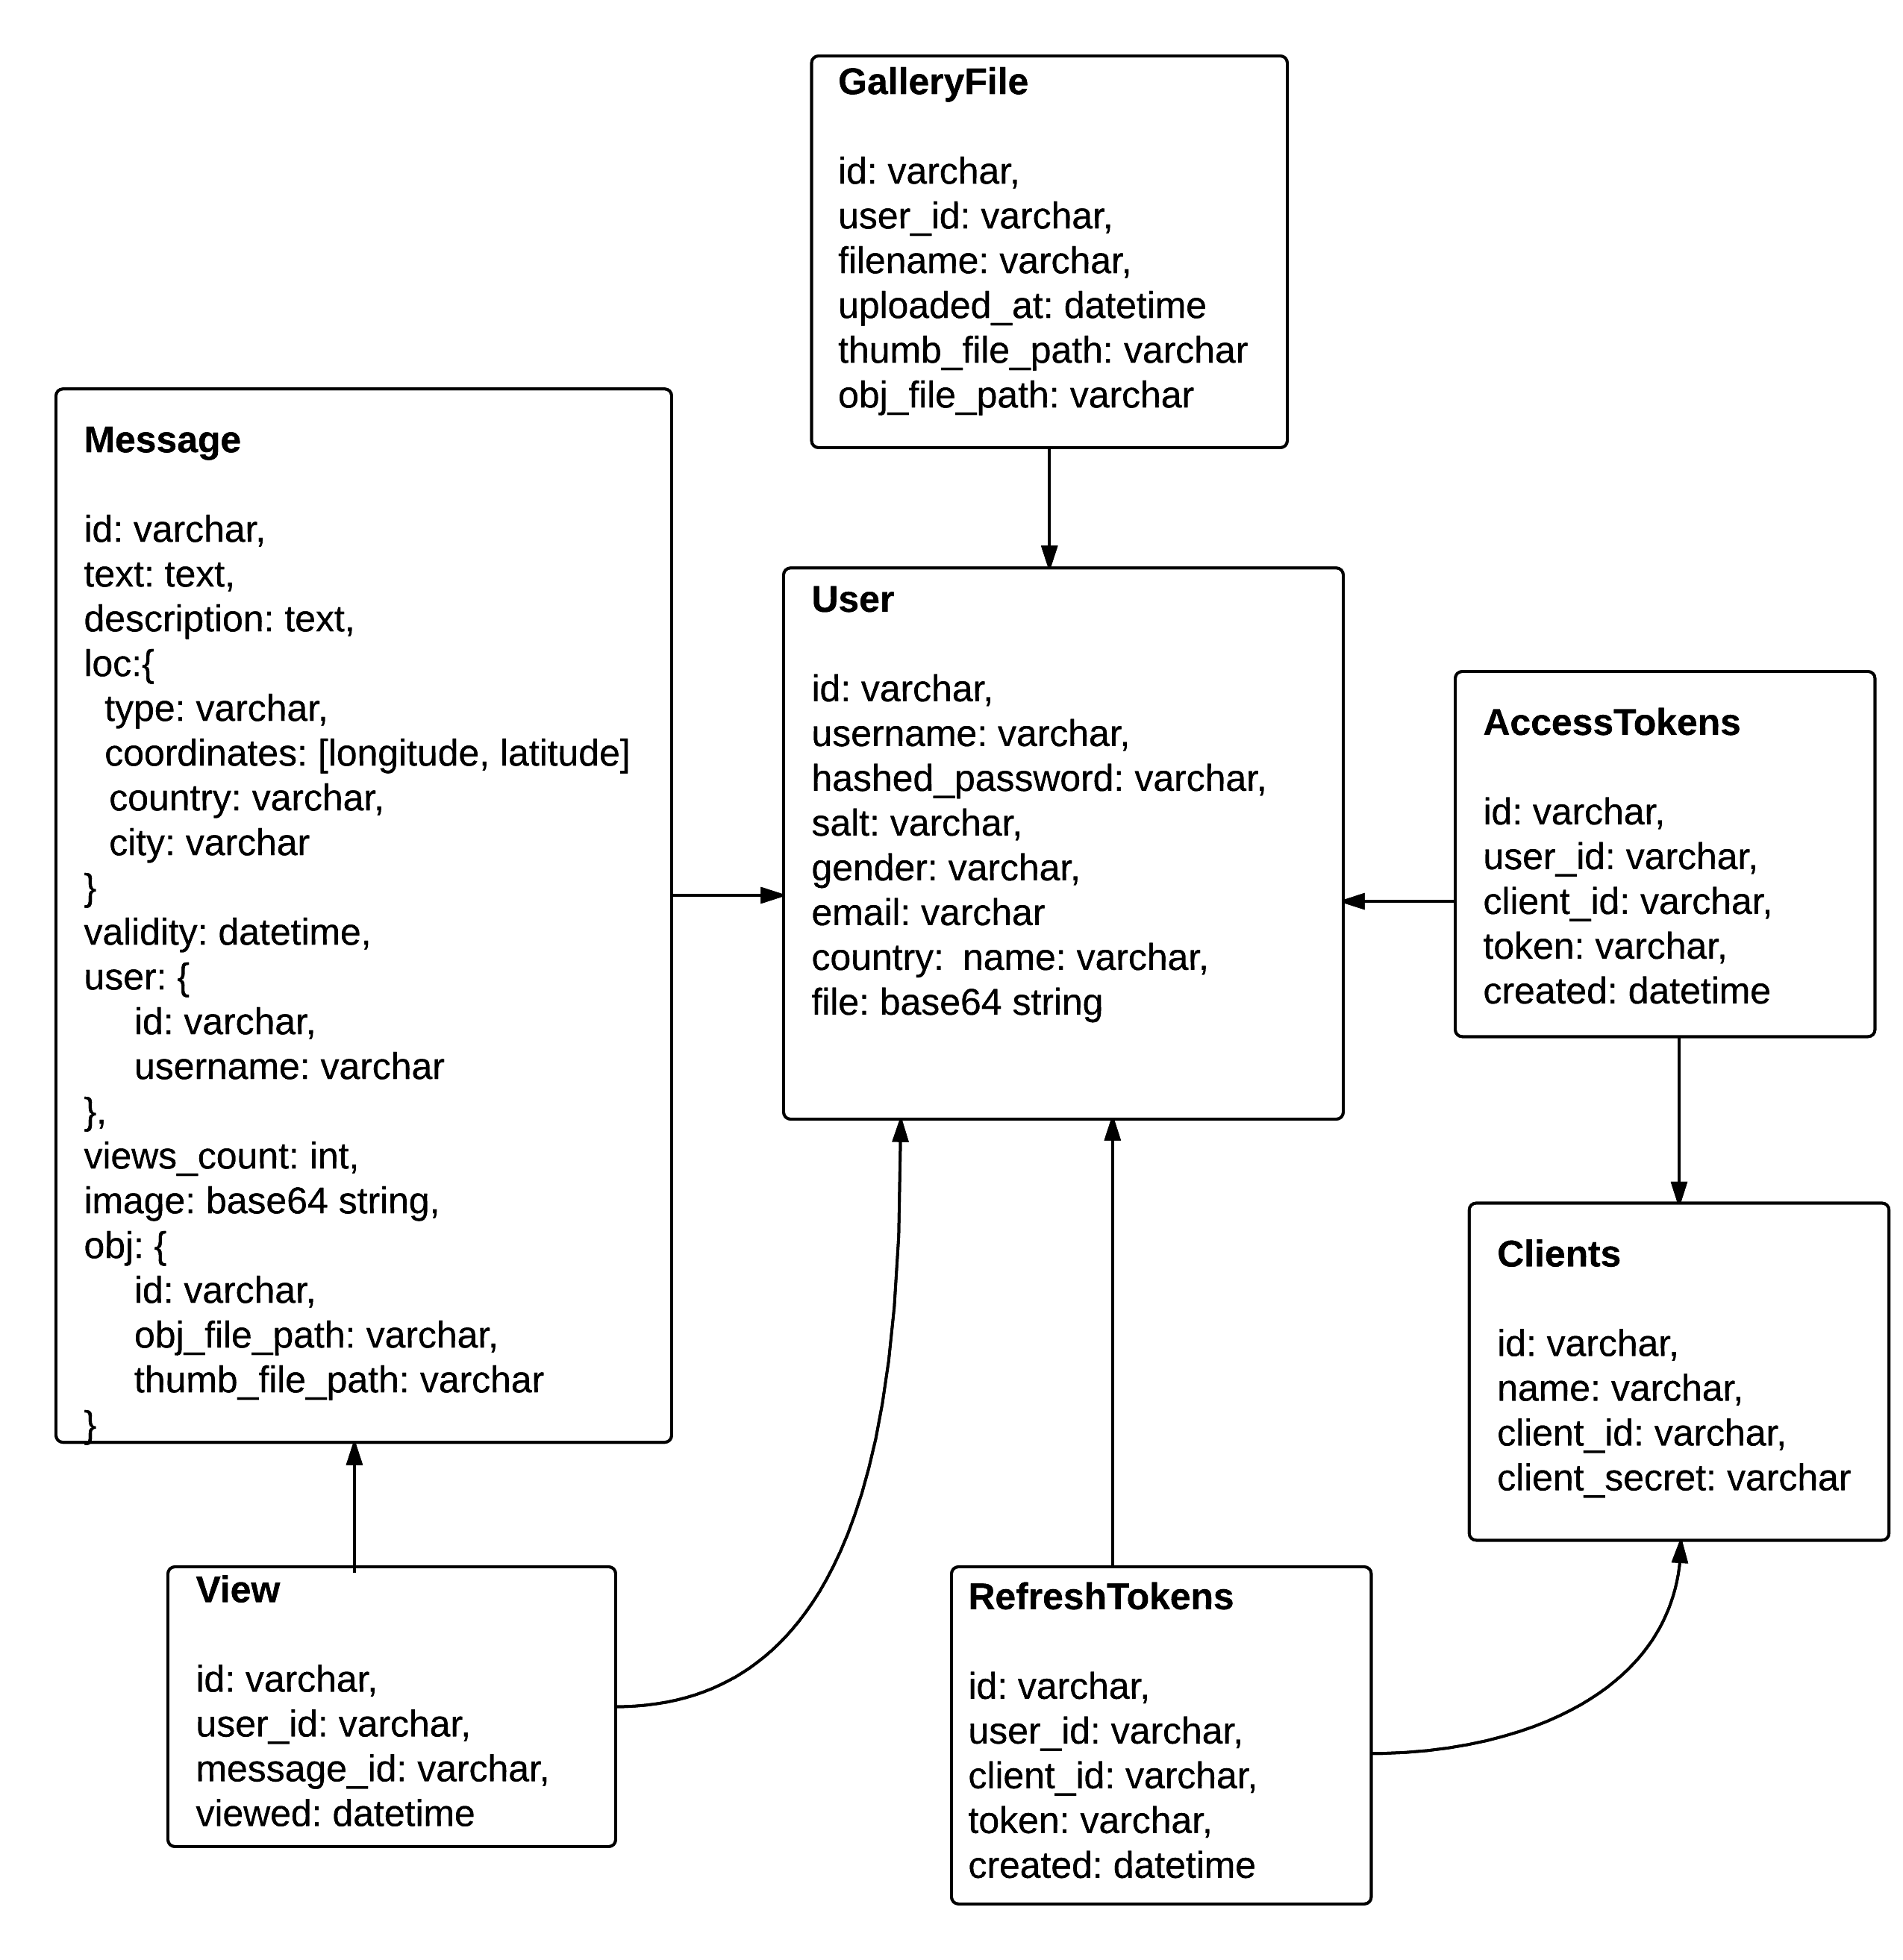 GalleryFile
id: varchar,
user_id: varchar,
filename: varchar,
uploaded_at: datetime
thumb_file_path: varchar
obj_file_path: varchar
Message
id: varchar,
text: text,
description: text,
loc:{
type: varchar,
coordinates: [longitude, latitude]
country: varchar,
city: varchar
}
validity: datetime,
user: {
id: varchar,
username: varchar
},
views_count: int,
image: base64 string,
obj: {
id: varchar,
obj_file_path: varchar,
thumb_file_path: varchar
}
User
id: varchar,
username: varchar,
hashed_password: varchar,
salt: varchar,
gender: varchar,
email: varchar
country:  name: varchar,
file: base64 string
AccessTokens
id: varchar,
user_id: varchar,
client_id: varchar,
token: varchar,
created: datetime
Clients
id: varchar,
name: varchar,
client_id: varchar,
client_secret: varchar
View
id: varchar,
user_id: varchar,
message_id: varchar,
viewed: datetime
RefreshTokens
id: varchar,
user_id: varchar,
client_id: varchar,
token: varchar,
created: datetime